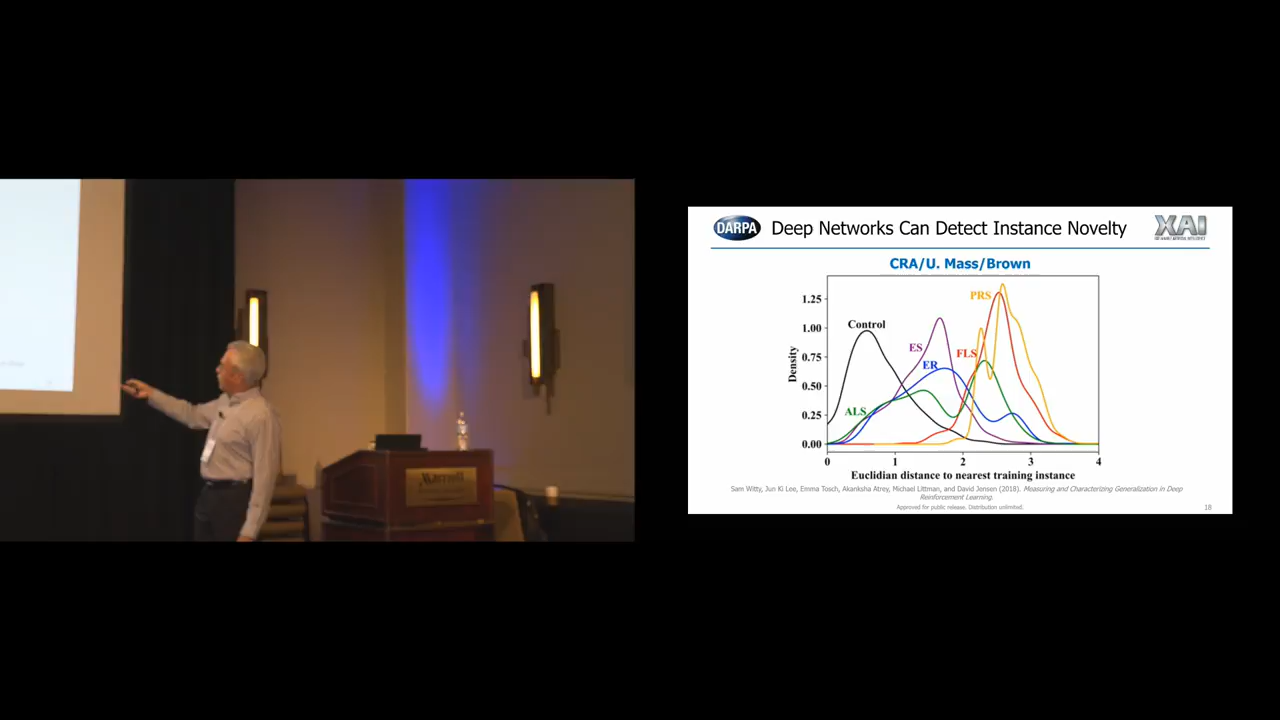 Marriott
DARPA
Deep Networks Can Detect Instance Novelty
XAI
CRA/U. Mass/Brown
PRS
1.25
Control
1.00
ES
FLS
0.75
ER
Density
0.50
ALS
0.25
0.00
0 1 2 3 4
Euclidian distance to nearest training instance
Sam Witty, Jun Ki Lee, Emma Tosch, Akanksha Atrey, Michael Littman, and David Jensen (2018). Measuring and Characterizing Generalization in Deep
Reinforcement Learning.
Approved for public release. Distribution unlimited.
18